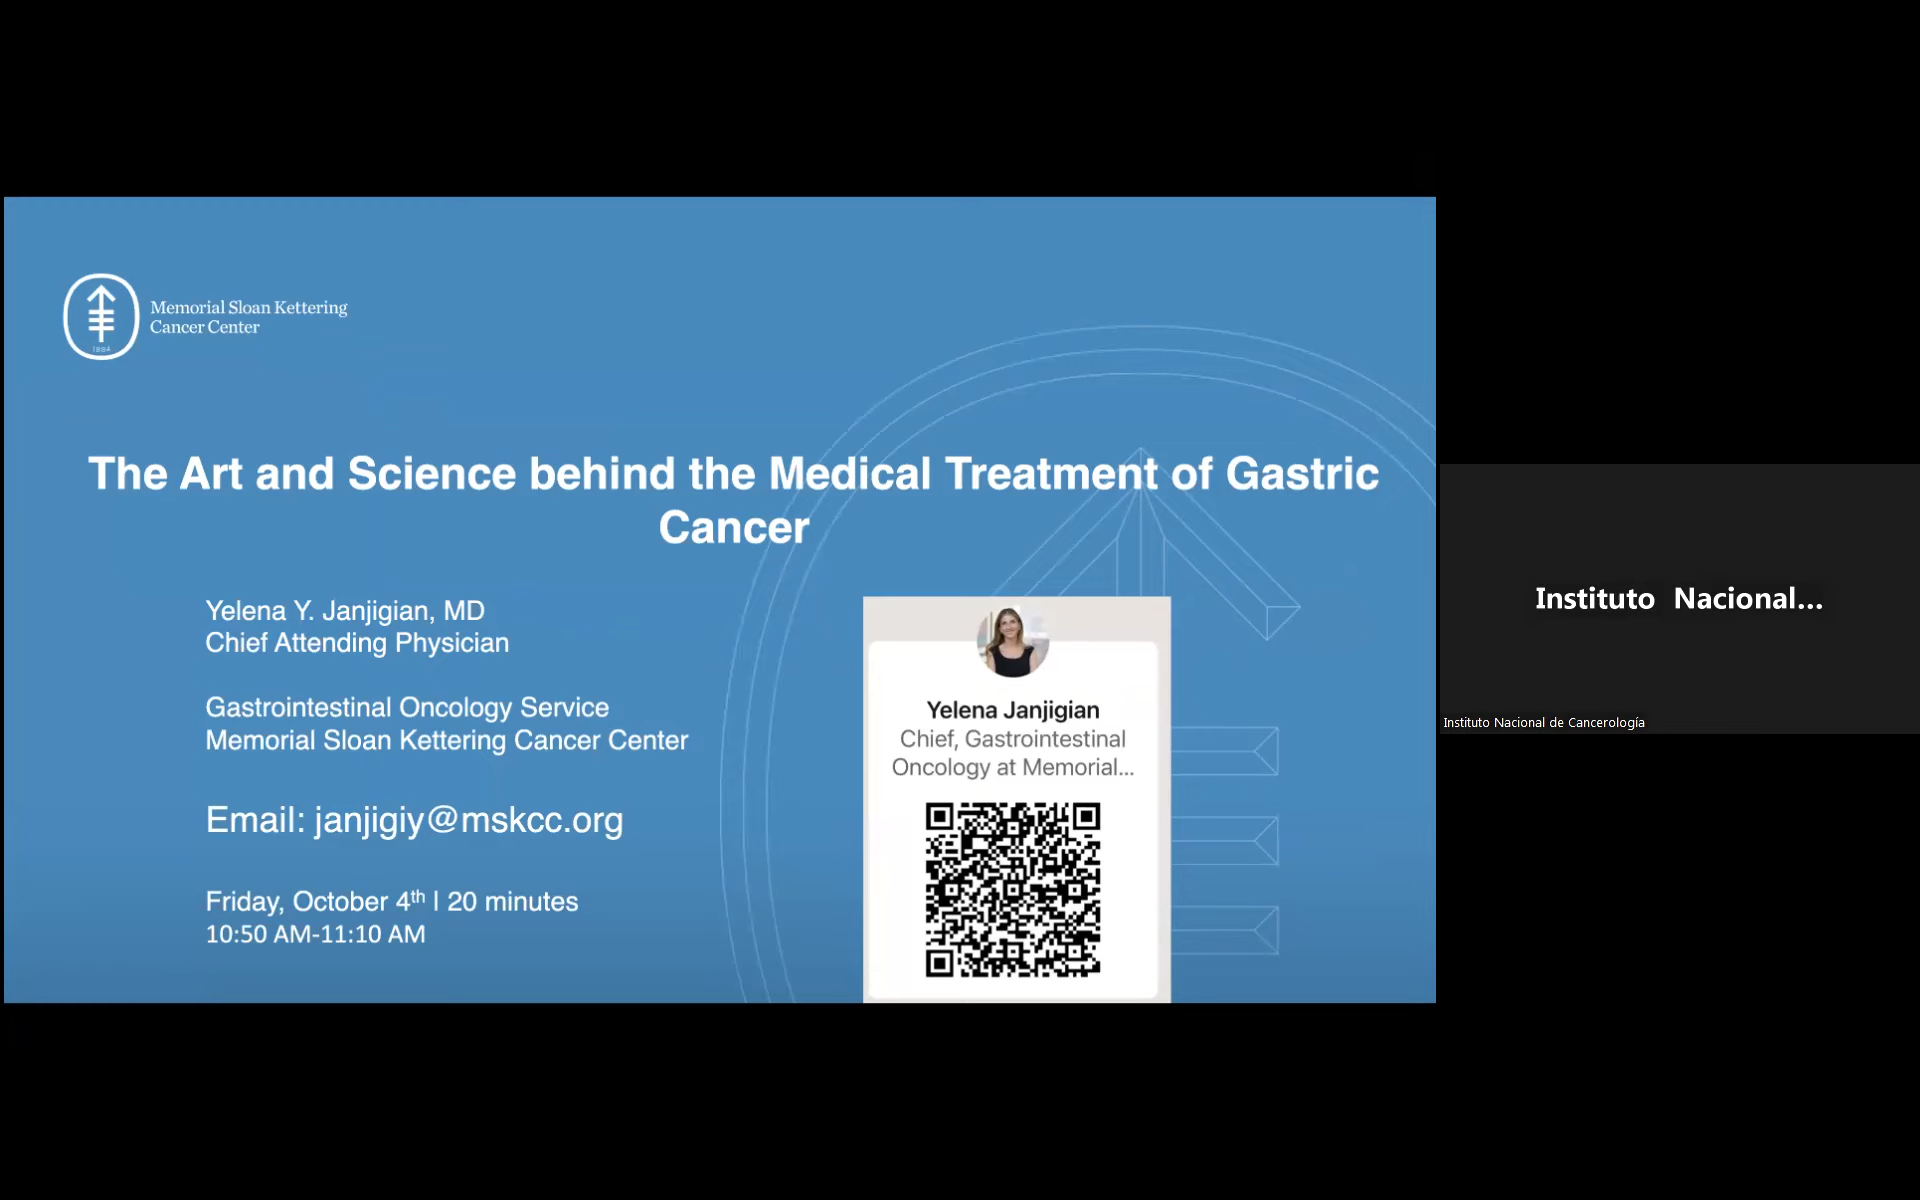 Memorial Sloan Kettering
Cancer Center
1884
The Art and Science behind the Medical Treatment of Gastric
Cancer
Yelena Y. Janjigian, MD
Chief Attending Physician
Gastrointestinal Oncology Service
Memorial Sloan Kettering Cancer Center
Email: janjigiy@mskcc.org
Friday, October 4th | 20 minutes
10:50 AM-11:10 AM
Yelena Janjigian
Chief, Gastrointestinal
Oncology at Memorial...
Instituto Nacional...
Instituto Nacional de Cancerología